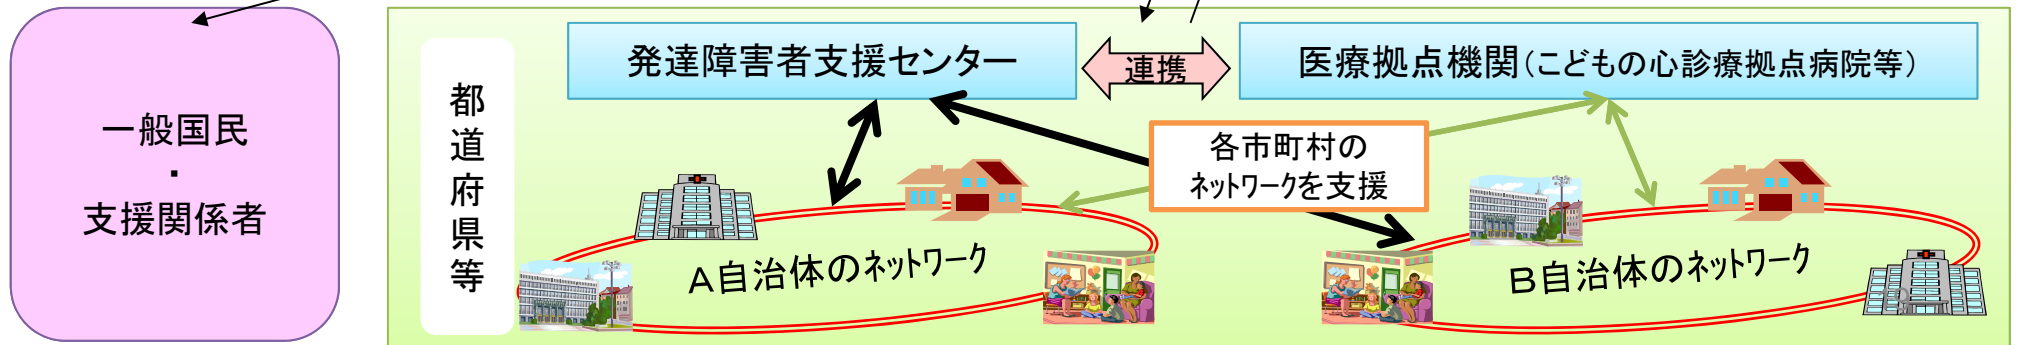 一般国民
・
支援関係者
都道府県等
発達障害者支援センター
連携
医療拠点機関(こどもの心診療拠点病院等)
各市町村の
ネットワークを支援
A自治体のネットワーク
B自治体のネットワーク